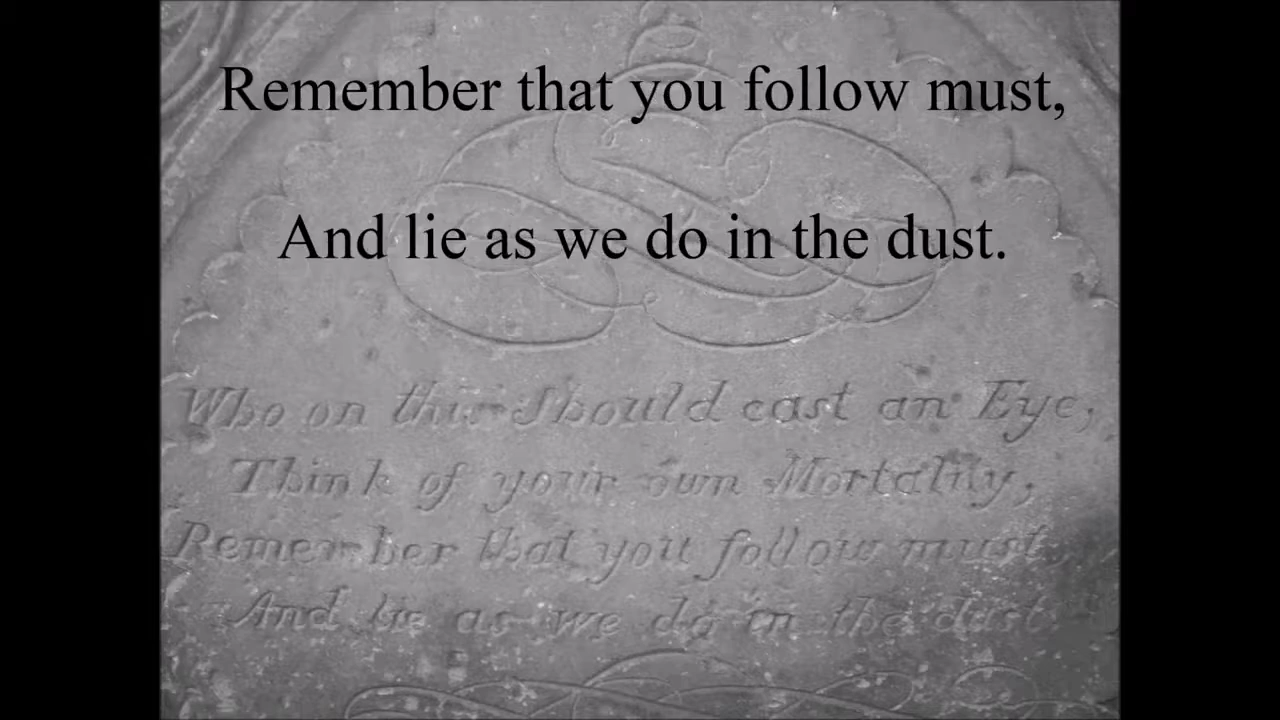 Remember that you follow must,
And lie as we do in the dust.
Who on this Should cast an Eye,
Think of your own Mortality,
Remember that you follow must,
And lie as we do in the dust.